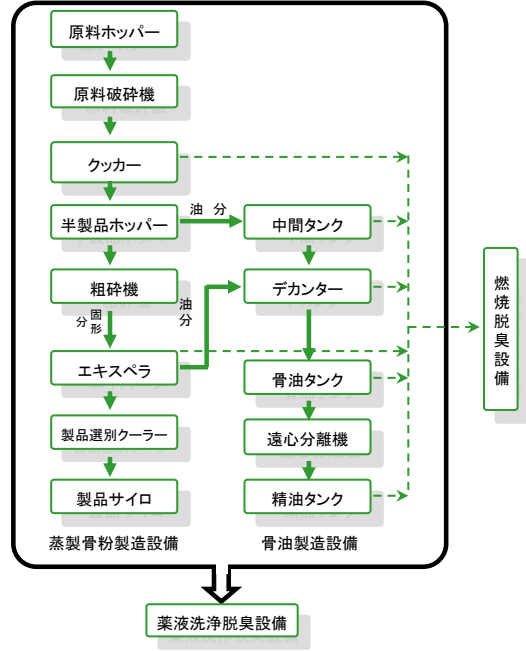 原料ホッパー
原料破砕機
クッカー
半製品ホッパー
油 分
中間タンク
粗砕機
デカンター
固形
分
油分
エキスペラ
骨油タンク
製品選別クーラー
遠心分離機
製品サイロ
精油タンク
蒸製骨粉製造設備
骨油製造設備
燃焼脱臭設備
薬液洗浄脱臭設備